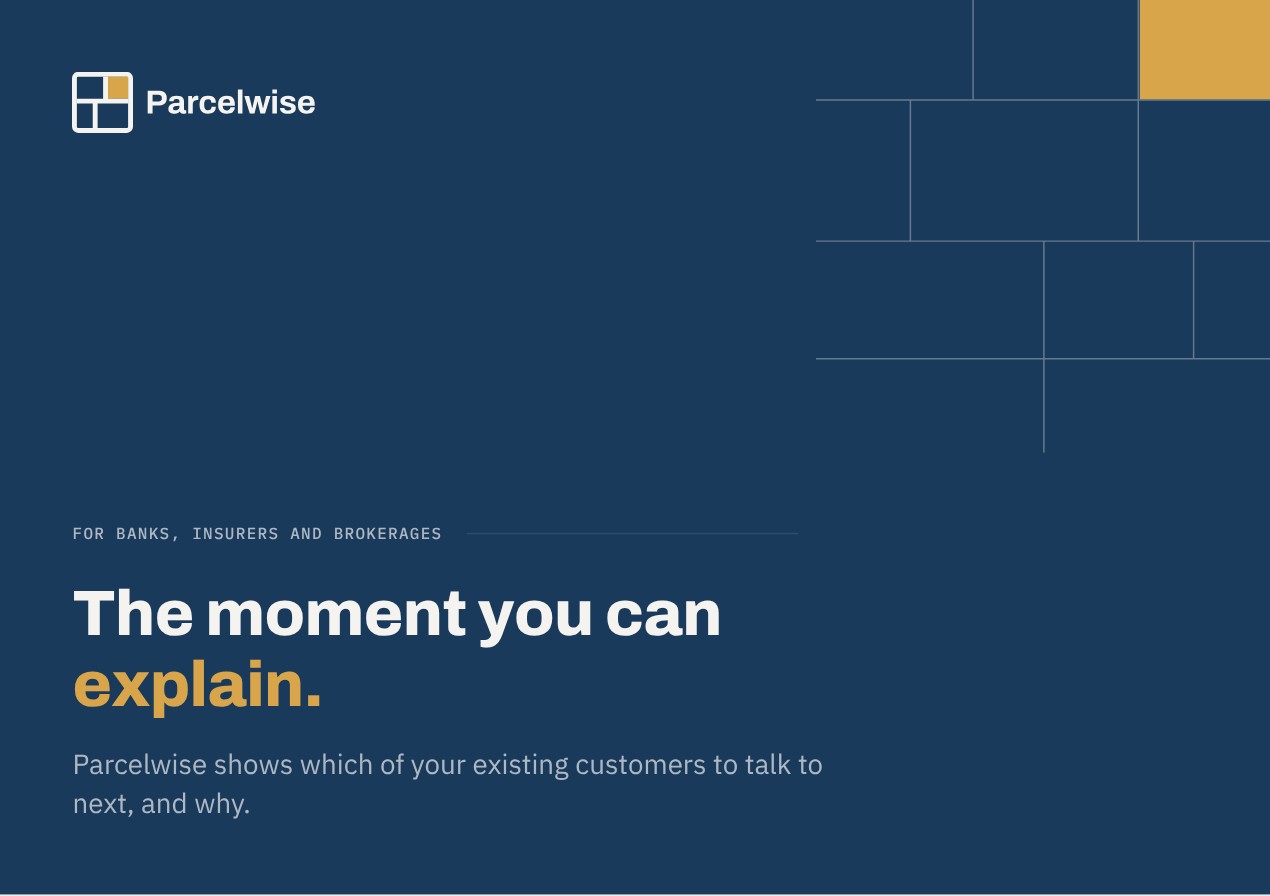 Parcelwise
FOR BANKS, INSURERS AND BROKERAGES
The moment you can
explain.
Parcelwise shows which of your existing customers to talk to
next, and why.